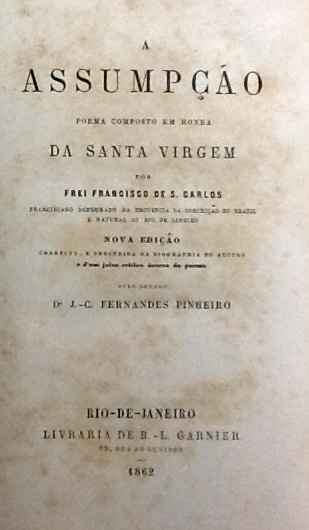 A
ASSUMPÇÃO
POEMA COMPOSTO EM HONRA
DA SANTA VIRGEM
POR
FREI FRANCISCO DE S. CARLOS
FRANCISCANO REFORMADO DA PROVINCIA DA CONCEIÇÃO DO BRAZIL
E NATURAL DO RIO DE JANEIRO
NOVA EDIÇÃO
CORRECTA, E PRECEDIDA DA BIOGRAPHIA DO AUCTOR
e d'um juizo critico ácerca do poema
PELO CONEGO
Dr J.-C. FERNANDES PINHEIRO
RIO-DE-JANEIRO
LIVRARIA DE B.-L. GARNIER
69, RUA DO OUVIDOR
1862